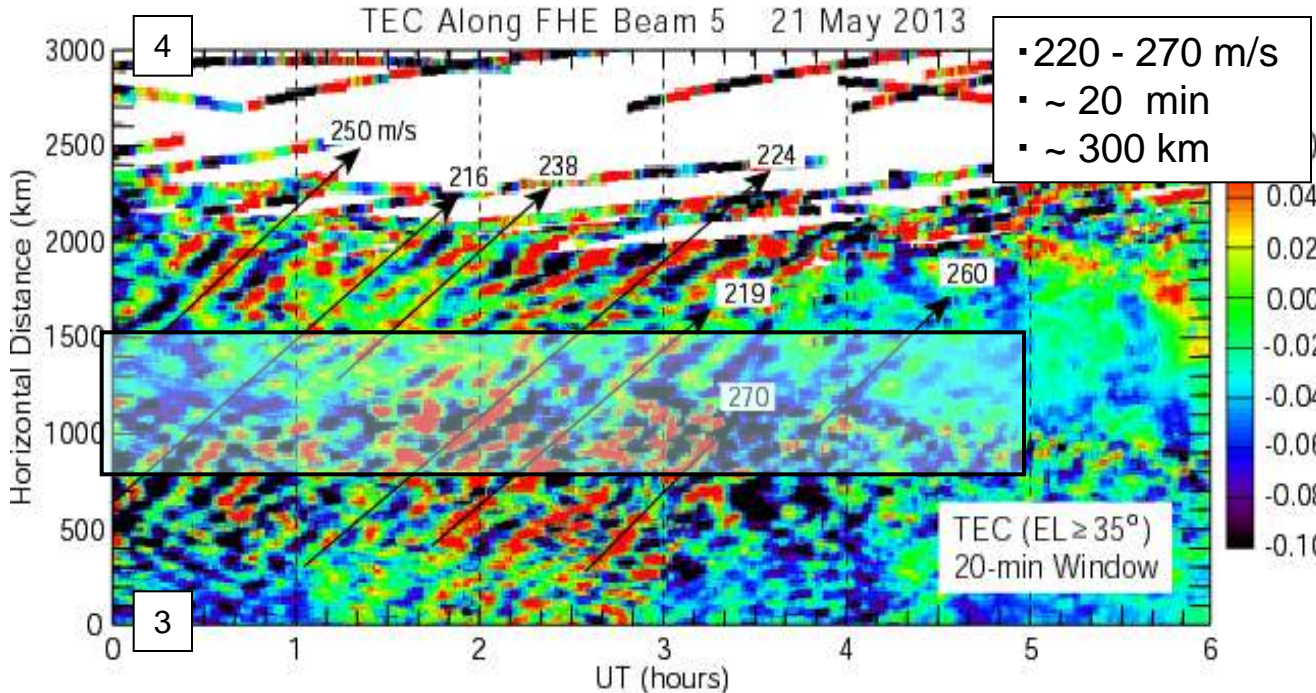 TEC Along FHE Beam 5 21 May 2013
4
3000
2500
2000
1500
1000
500
0
Horizontal Distance (km)
▪220 - 270 m/s
▪ ~ 20 min
▪ ~ 300 km
250 m/s
216
238
224
219
260
270
0.04
0.02
0.00
-0.02
-0.04
-0.06
-0.08
-0.10
TEC (EL ≥ 35°)
20-min Window
3
0 1 2 3 4 5 6
UT (hours)